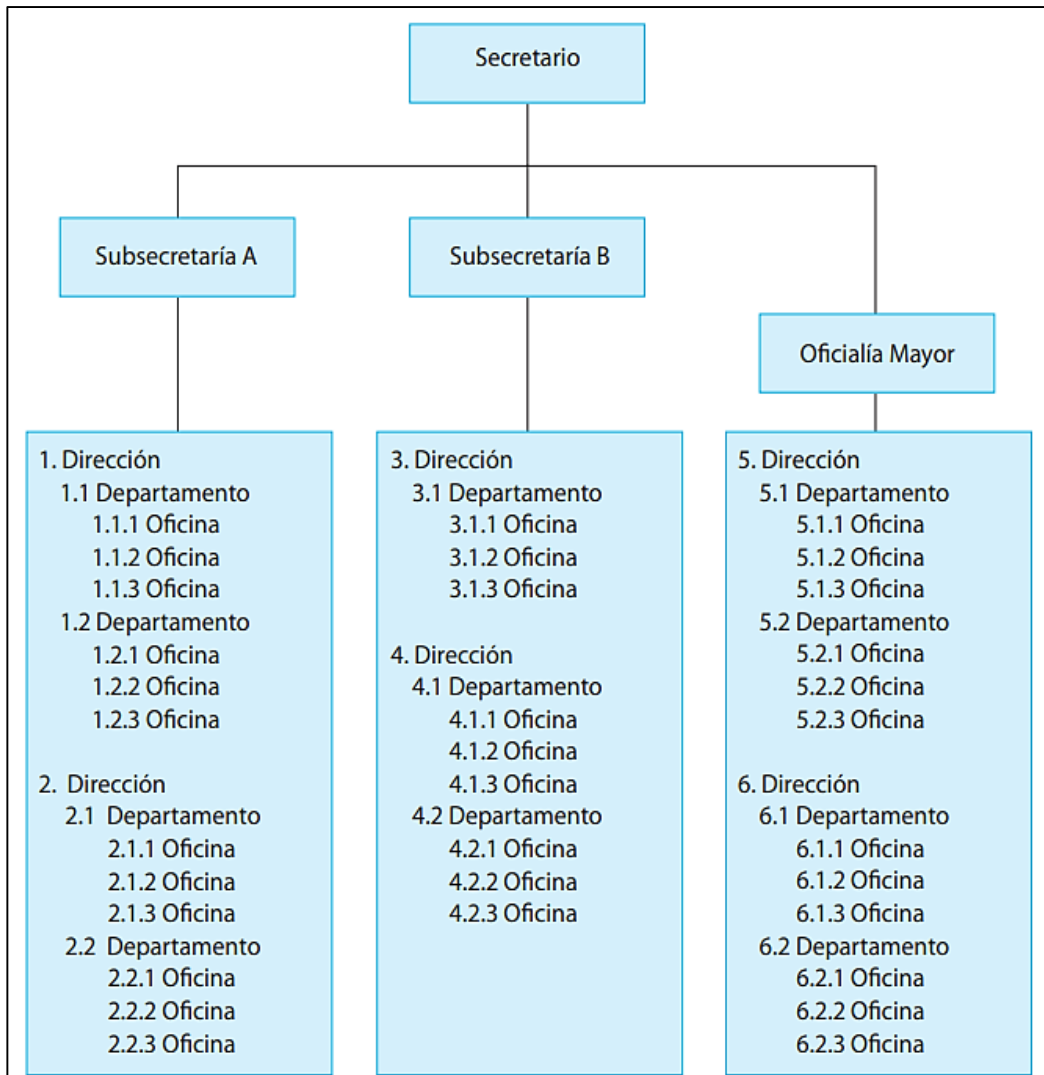 Secretario
Subsecretaría A
Subsecretaría B
Oficialía Mayor
1. Dirección
1.1 Departamento
1.1.1 Oficina
1.1.2 Oficina
1.1.3 Oficina
1.2 Departamento
1.2.1 Oficina
1.2.2 Oficina
1.2.3 Oficina
2. Dirección
2.1 Departamento
2.1.1 Oficina
2.1.2 Oficina
2.1.3 Oficina
2.2 Departamento
2.2.1 Oficina
2.2.2 Oficina
2.2.3 Oficina
3. Dirección
3.1 Departamento
3.1.1 Oficina
3.1.2 Oficina
3.1.3 Oficina
4. Dirección
4.1 Departamento
4.1.1 Oficina
4.1.2 Oficina
4.1.3 Oficina
4.2 Departamento
4.2.1 Oficina
4.2.2 Oficina
4.2.3 Oficina
5. Dirección
5.1 Departamento
5.1.1 Oficina
5.1.2 Oficina
5.1.3 Oficina
5.2 Departamento
5.2.1 Oficina
5.2.2 Oficina
5.2.3 Oficina
6. Dirección
6.1 Departamento
6.1.1 Oficina
6.1.2 Oficina
6.1.3 Oficina
6.2 Departamento
6.2.1 Oficina
6.2.2 Oficina
6.2.3 Oficina